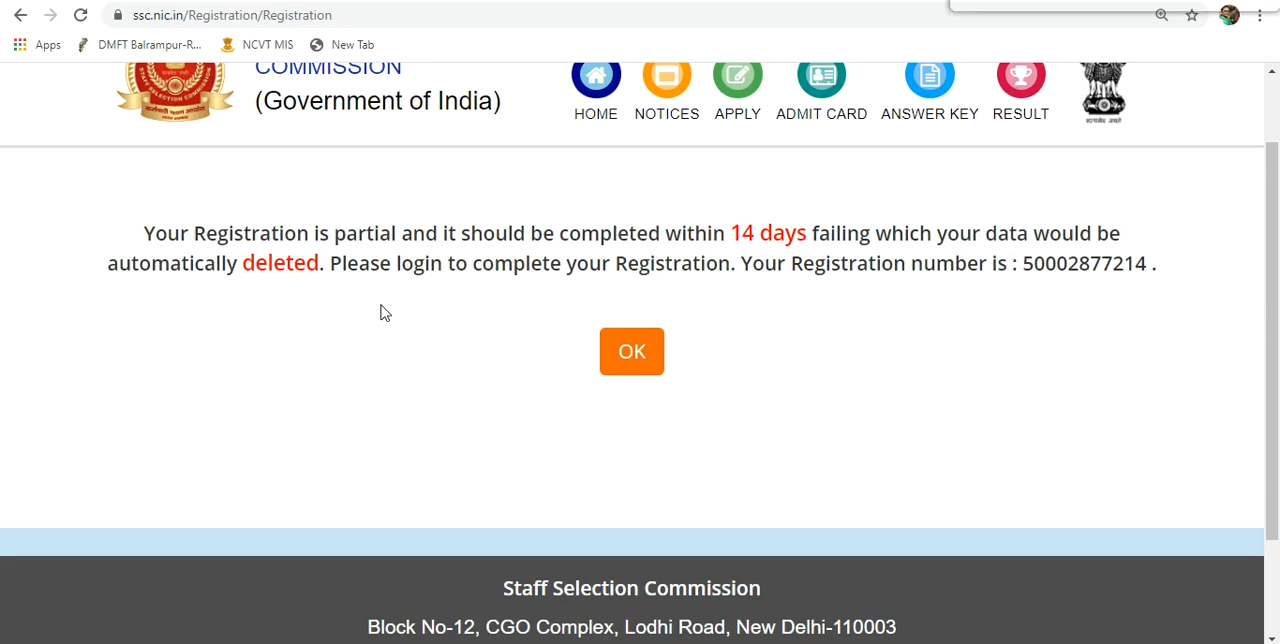 ssc.nic.in/Registration/Registration
Apps DMFT Balrampur-R... NCVT MIS New Tab
COMMISSION
(Government of India)
HOME NOTICES APPLY ADMIT CARD ANSWER KEY RESULT
Your Registration is partial and it should be completed within 14 days failing which your data would be
automatically deleted. Please login to complete your Registration. Your Registration number is : 50002877214 .
OK
Staff Selection Commission
Block No-12, CGO Complex, Lodhi Road, New Delhi-110003